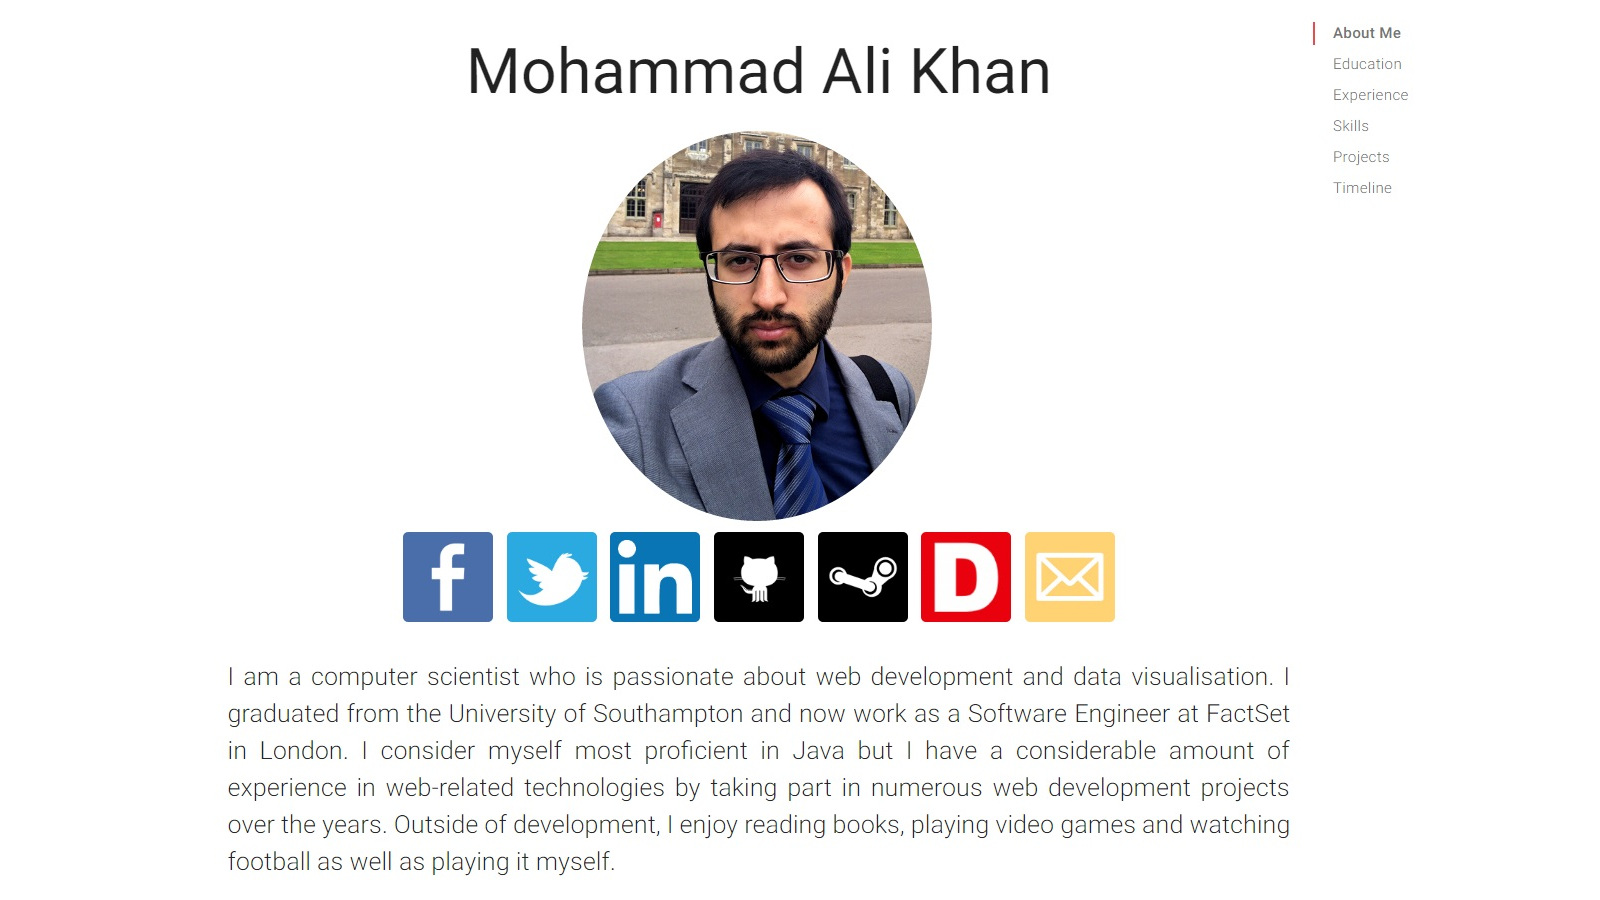 Mohammad Ali Khan
About Me
Education
Experience
Skills
Projects
Timeline
f
in
D
I am a computer scientist who is passionate about web development and data visualisation. I
graduated from the University of Southampton and now work as a Software Engineer at FactSet
in London. I consider myself most proficient in Java but I have a considerable amount of
experience in web-related technologies by taking part in numerous web development projects
over the years. Outside of development, I enjoy reading books, playing video games and watching
football as well as playing it myself.